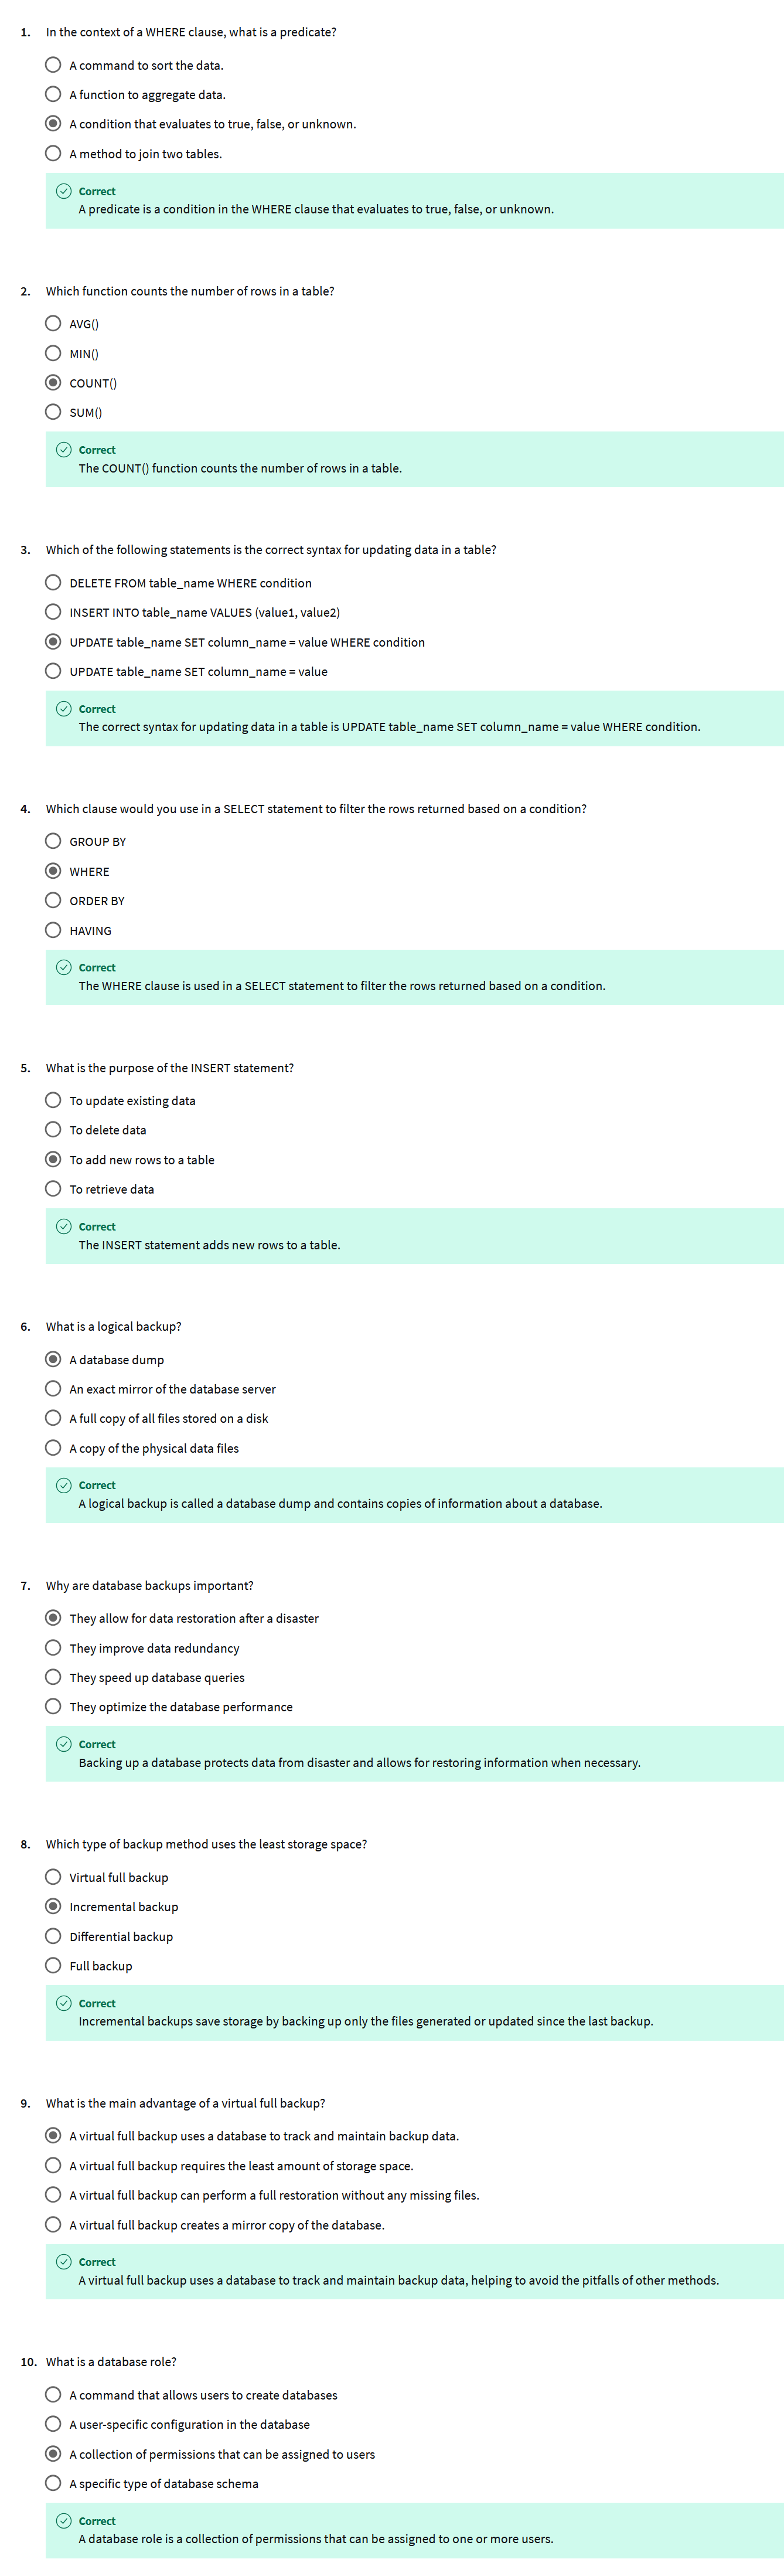 1. In the context of a WHERE clause, what is a predicate?
A command to sort the data.
A function to aggregate data.
A condition that evaluates to true, false, or unknown.
A method to join two tables.
Correct
A predicate is a condition in the WHERE clause that evaluates to true, false, or unknown.
2. Which function counts the number of rows in a table?
AVG()
MIN()
COUNT()
SUM()
Correct
The COUNT() function counts the number of rows in a table.
3. Which of the following statements is the correct syntax for updating data in a table?
DELETE FROM table_name WHERE condition
INSERT INTO table_name VALUES (value1, value2)
UPDATE table_name SET column_name = value WHERE condition
UPDATE table_name SET column_name = value
Correct
The correct syntax for updating data in a table is UPDATE table_name SET column_name = value WHERE condition.
4. Which clause would you use in a SELECT statement to filter the rows returned based on a condition?
GROUP BY
WHERE
ORDER BY
HAVING
Correct
The WHERE clause is used in a SELECT statement to filter the rows returned based on a condition.
5. What is the purpose of the INSERT statement?
To update existing data
To delete data
To add new rows to a table
To retrieve data
Correct
The INSERT statement adds new rows to a table.
6. What is a logical backup?
A database dump
An exact mirror of the database server
A full copy of all files stored on a disk
A copy of the physical data files
Correct
A logical backup is called a database dump and contains copies of information about a database.
7. Why are database backups important?
They allow for data restoration after a disaster
They improve data redundancy
They speed up database queries
They optimize the database performance
Correct
Backing up a database protects data from disaster and allows for restoring information when necessary.
8. Which type of backup method uses the least storage space?
Virtual full backup
Incremental backup
Differential backup
Full backup
Correct
Incremental backups save storage by backing up only the files generated or updated since the last backup.
9. What is the main advantage of a virtual full backup?
A virtual full backup uses a database to track and maintain backup data.
A virtual full backup requires the least amount of storage space.
A virtual full backup can perform a full restoration without any missing files.
A virtual full backup creates a mirror copy of the database.
Correct
A virtual full backup uses a database to track and maintain backup data, helping to avoid the pitfalls of other methods.
10. What is a database role?
A command that allows users to create databases
A user-specific configuration in the database
A collection of permissions that can be assigned to users
A specific type of database schema
Correct
A database role is a collection of permissions that can be assigned to one or more users.